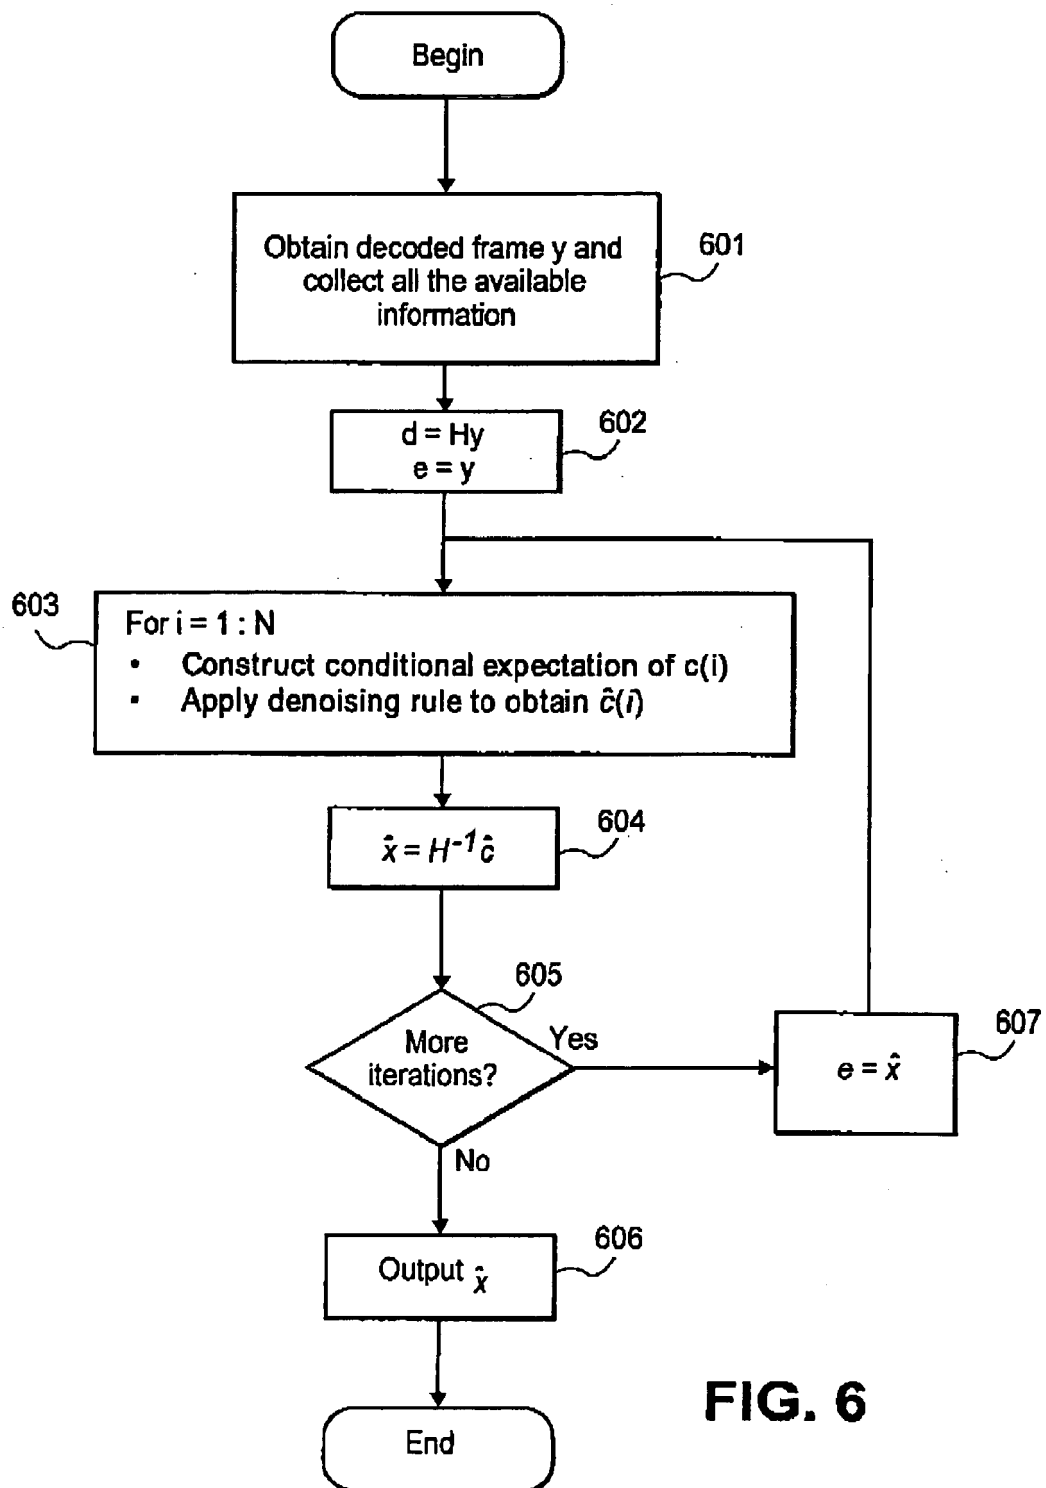 Begin
Obtain decoded frame y and
collect all the available
information
601
d = Hy
e = y
602
603
For i = 1 : N
• Construct conditional expectation of c(i)
▪ Apply denoising rule to obtain ĉ(i)
x̂ = H⁻¹ ĉ
604
605
More
iterations?
Yes
e = x̂
607
No
Output x̂
606
End
FIG. 6